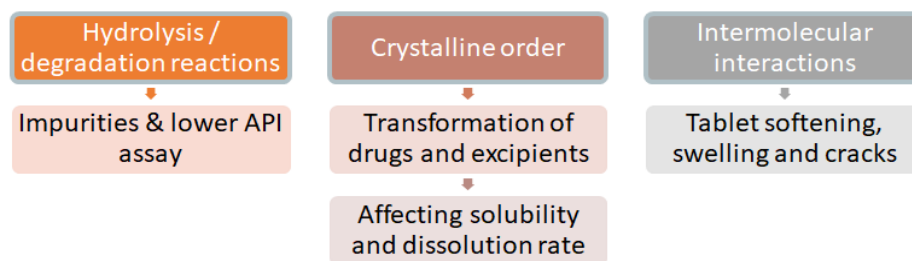 Hydrolysis /
degradation reactions
Impurities & lower API
assay
Crystalline order
Transformation of
drugs and excipients
Affecting solubility
and dissolution rate
Intermolecular
interactions
Tablet softening,
swelling and cracks